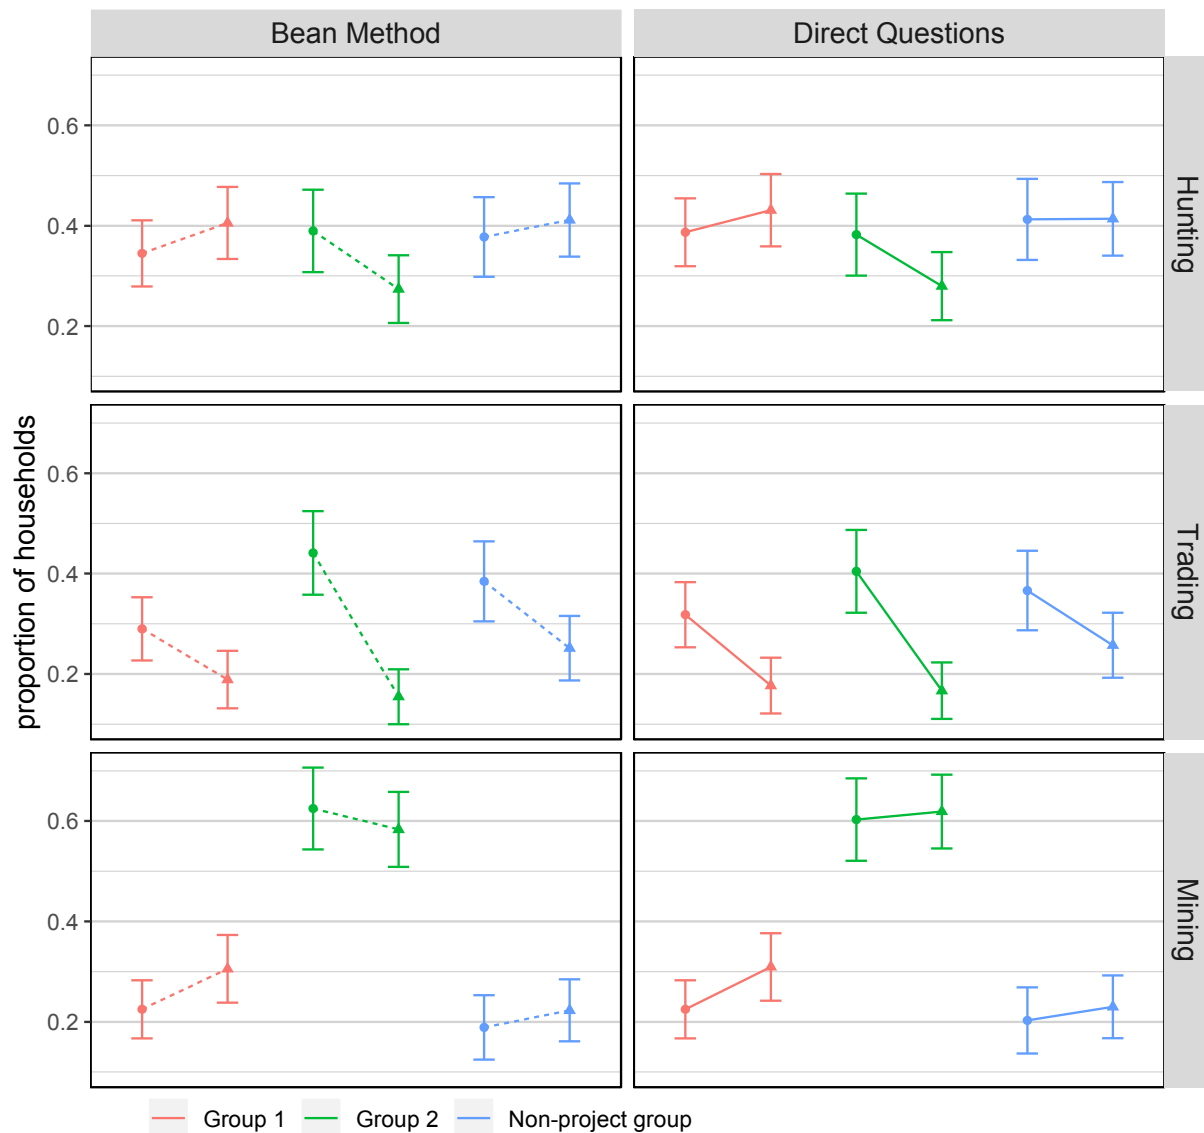 Bean Method
Direct Questions
0.6
0.4
0.2
Hunting
proportion of households
0.6
0.4
0.2
Trading
0.6
0.4
0.2
Mining
Group 1
Group 2
Non-project group